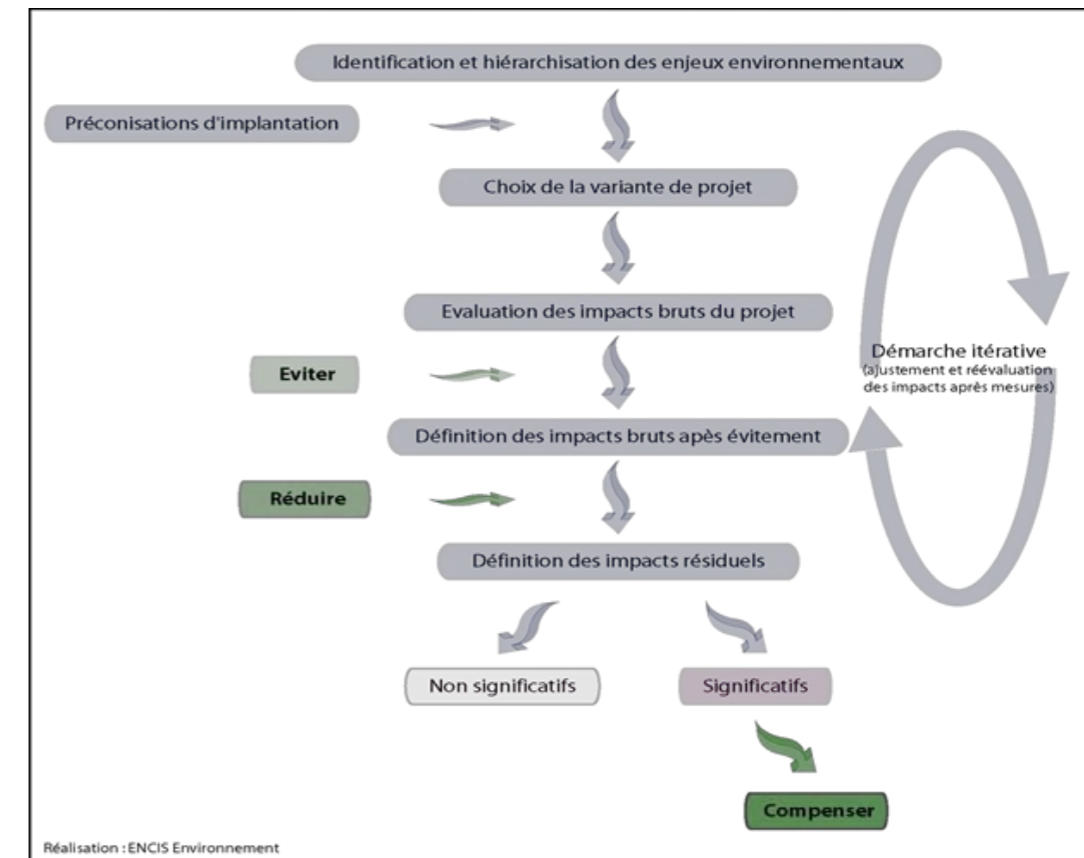 Identification et hiérarchisation des enjeux environnementaux
Préconisations d'implantation
Choix de la variante de projet
Evaluation des impacts bruts du projet
Démarche itérative
(ajustement et réévaluation
des impacts après mesures)
Eviter
Définition des impacts bruts apès évitement
Réduire
Définition des impacts résiduels
Non significatifs
Significatifs
Compenser
Réalisation : ENCIS Environnement